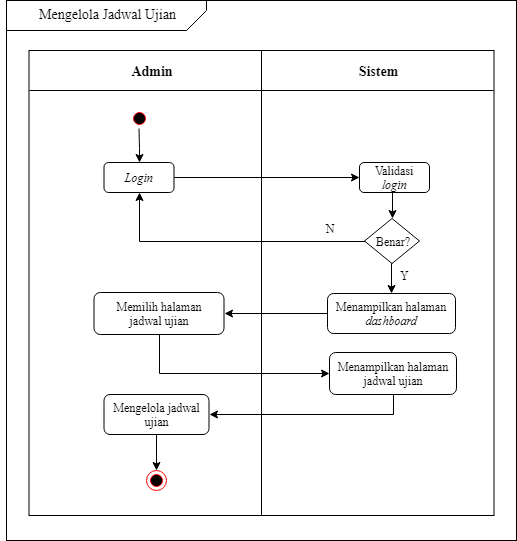 Mengelola Jadwal Ujian
Admin
Sistem
Login
Validasi
login
Benar?
N
Y
Memilih halaman
jadwal ujian
Menampilkan halaman
dashboard
Menampilkan halaman
jadwal ujian
Mengelola jadwal
ujian